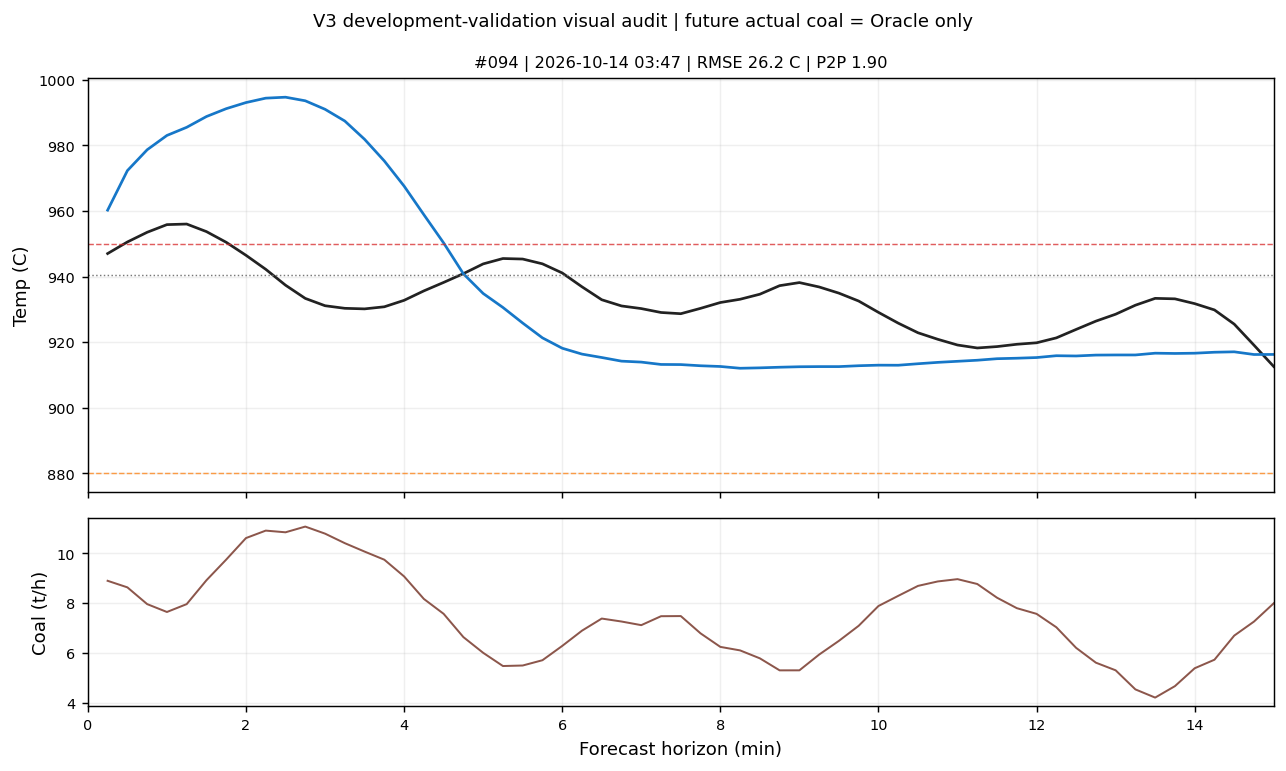 V3 development-validation visual audit | future actual coal = Oracle only
#094 | 2026-10-14 03:47 | RMSE 26.2 C | P2P 1.90
Temp (C)
1000
980
960
940
920
900
880
Coal (t/h)
10
8
6
4
0 2 4 6 8 10 12 14
Forecast horizon (min)